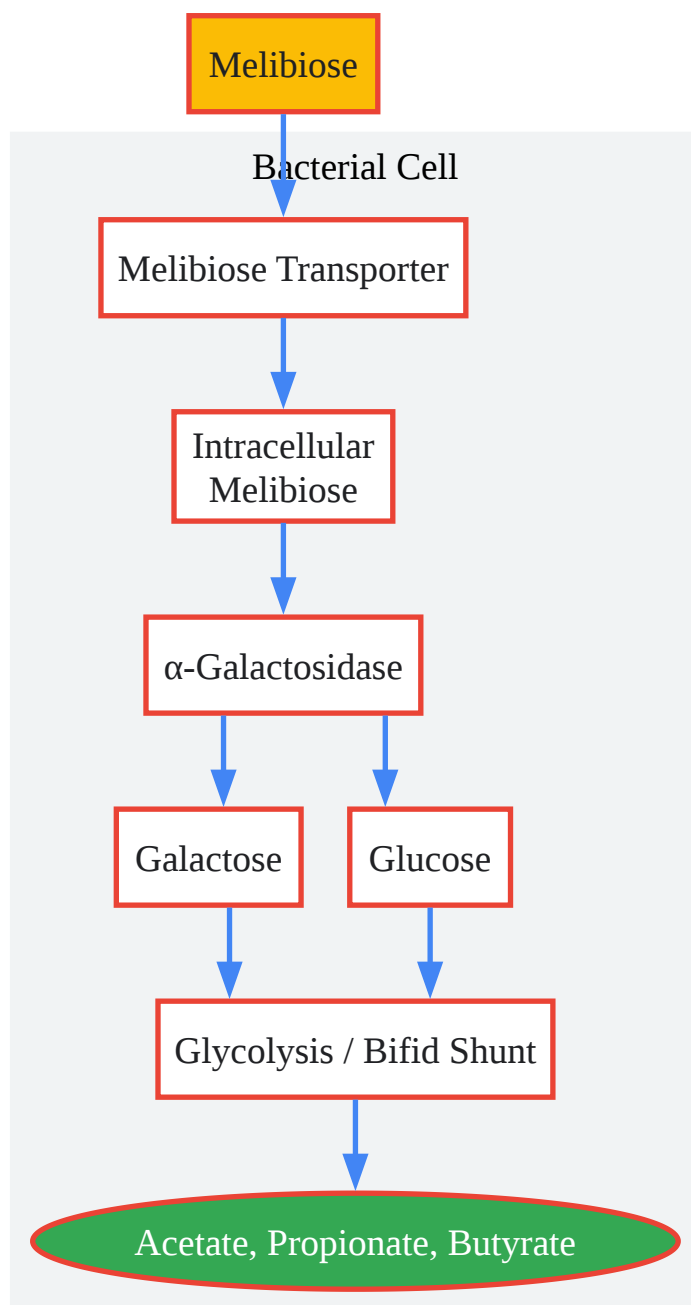 Melibiose
Bacterial Cell
Melibiose Transporter
Intracellular
Melibiose
α-Galactosidase
Galactose
Glucose
Glycolysis / Bifid Shunt
Acetate, Propionate, Butyrate